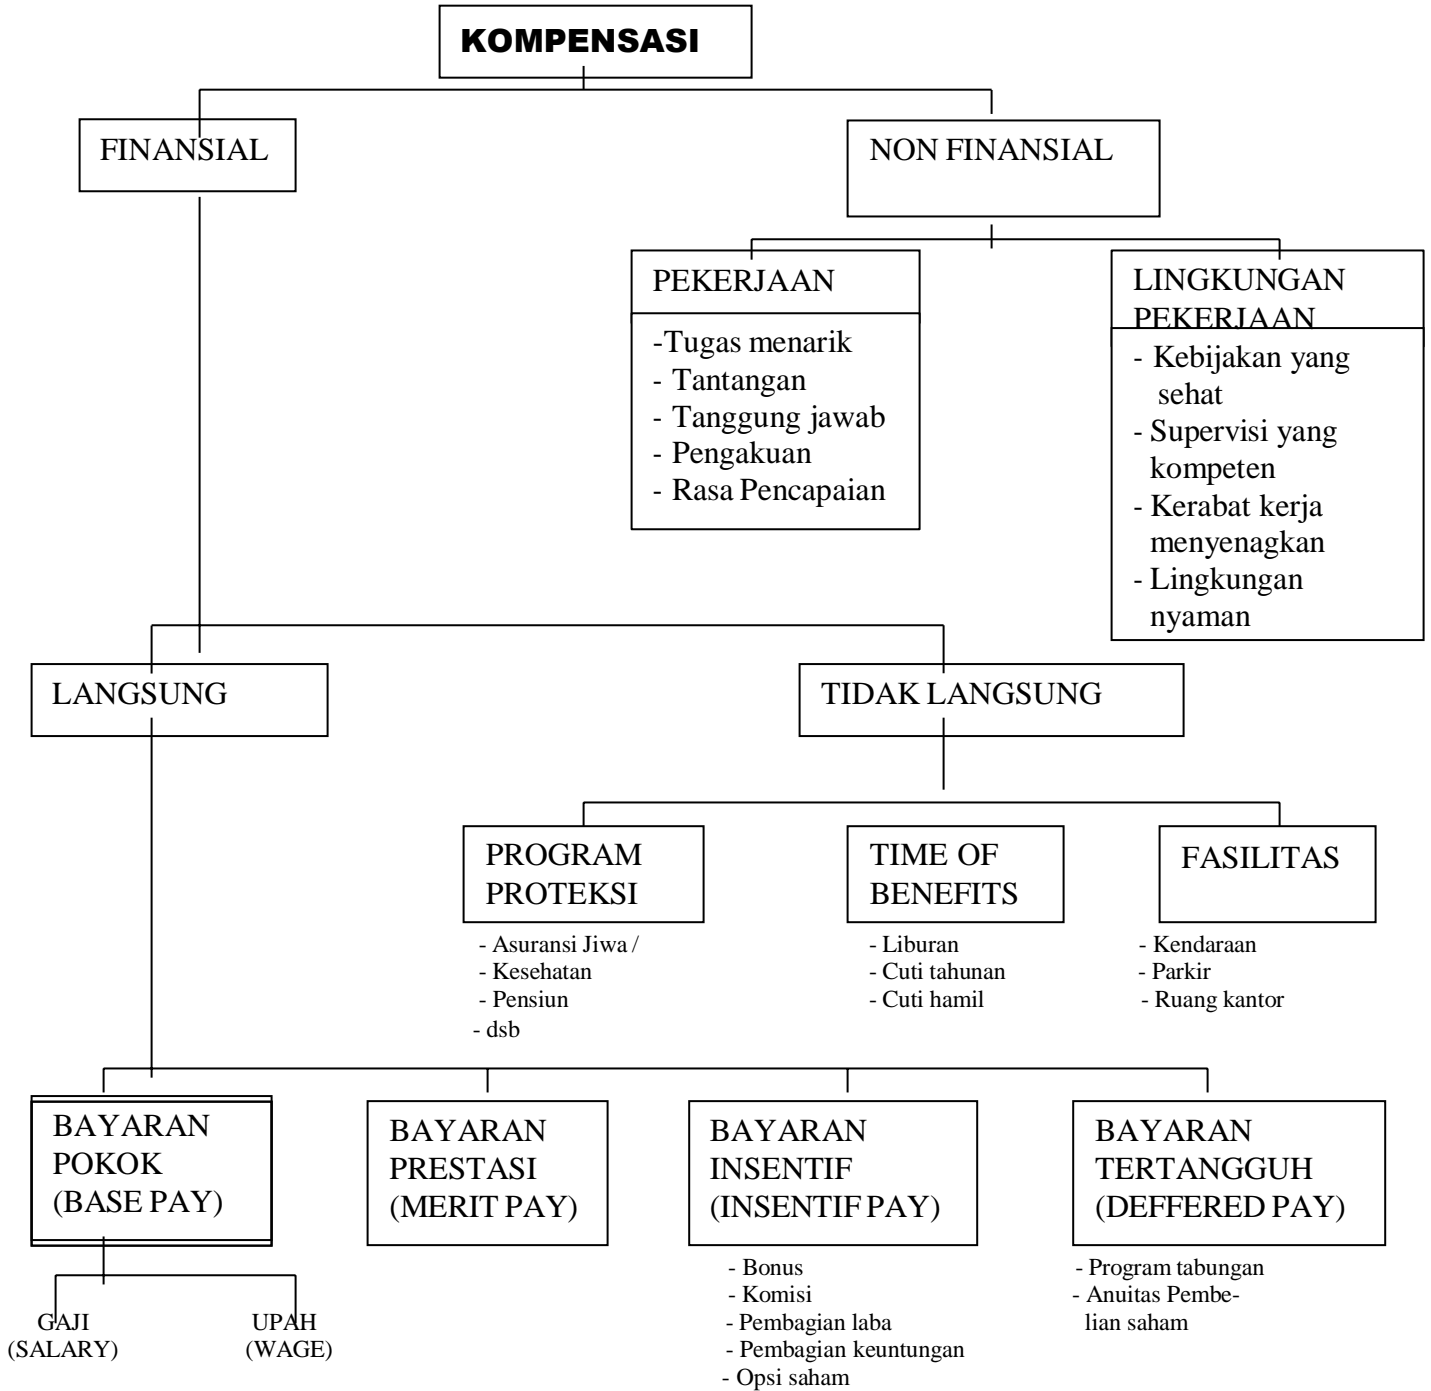 KOMPENSASI
FINANSIAL
NON FINANSIAL
PEKERJAAN
-Tugas menarik
- Tantangan
- Tanggung jawab
- Pengakuan
- Rasa Pencapaian
LINGKUNGAN
PEKERJAAN
- Kebijakan yang
sehat
- Supervisi yang
kompeten
- Kerabat kerja
menyenagkan
- Lingkungan
nyaman
LANGSUNG
TIDAK LANGSUNG
PROGRAM
PROTEKSI
- Asuransi Jiwa /
- Kesehatan
- Pensiun
- dsb
TIME OF
BENEFITS
- Liburan
- Cuti tahunan
- Cuti hamil
FASILITAS
- Kendaraan
- Parkir
- Ruang kantor
BAYARAN
POKOK
(BASE PAY)
GAJI
(SALARY)
UPAH
(WAGE)
BAYARAN
PRESTASI
(MERIT PAY)
BAYARAN
INSENTIF
(INSENTIF PAY)
- Bonus
- Komisi
- Pembagian laba
- Pembagian keuntungan
- Opsi saham
BAYARAN
TERTANGGUH
(DEFFERED PAY)
- Program tabungan
- Anuitas Pembe-
lian saham